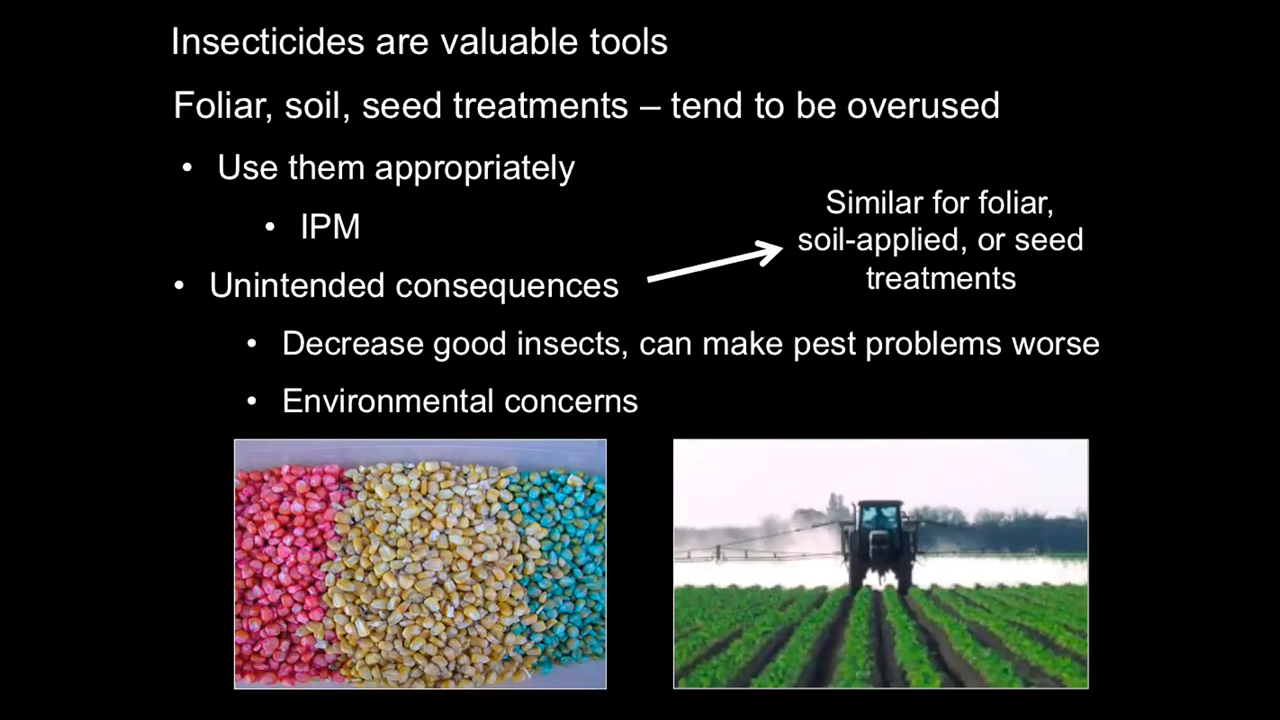 Insecticides are valuable tools
Foliar, soil, seed treatments – tend to be overused
• Use them appropriately
• IPM
• Unintended consequences
Similar for foliar,
soil-applied, or seed
treatments
• Decrease good insects, can make pest problems worse
• Environmental concerns